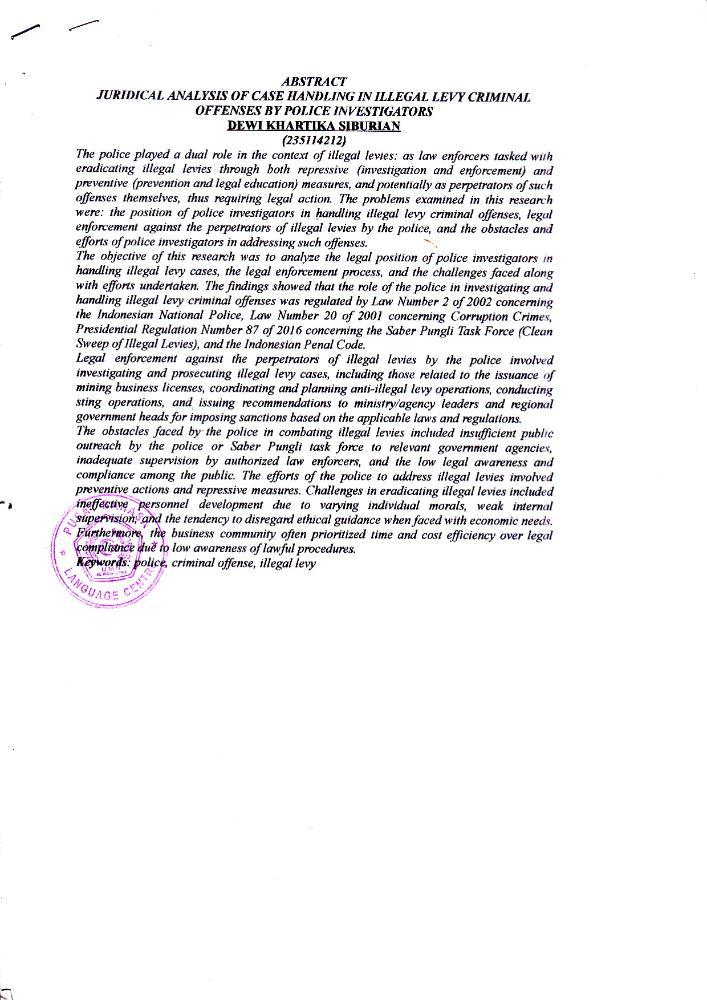 ABSTRACT
JURIDICAL ANALYSIS OF CASE HANDLING IN ILLEGAL LEVY CRIMINAL
OFFENSES BY POLICE INVESTIGATORS
DEWI KHARTIKA SIBURIAN
(235114212)
The police played a dual role in the context of illegal levies: as law enforcers tasked with
eradicating illegal levies through both repressive (investigation and enforcement) and
preventive (prevention and legal education) measures, and potentially as perpetrators of such
offenses themselves, thus requiring legal action. The problems examined in this research
were: the position of police investigators in handling illegal levy criminal offenses, legal
enforcement against the perpetrators of illegal levies by the police, and the obstacles and
efforts of police investigators in addressing such offenses.
The objective of this research was to analyze the legal position of police investigators in
handling illegal levy cases, the legal enforcement process, and the challenges faced along
with efforts undertaken. The findings showed that the role of the police in investigating and
handling illegal levy criminal offenses was regulated by Law Number 2 of 2002 concerning
the Indonesian National Police, Law Number 20 of 2001 concerning Corruption Crimes,
Presidential Regulation Number 87 of 2016 concerning the Saber Pungli Task Force (Clean
Sweep of Illegal Levies), and the Indonesian Penal Code.
Legal enforcement against the perpetrators of illegal levies by the police involved
investigating and prosecuting illegal levy cases, including those related to the issuance of
mining business licenses, coordinating and planning anti-illegal levy operations, conducting
sting operations, and issuing recommendations to ministry/agency leaders and regional
government heads for imposing sanctions based on the applicable laws and regulations.
The obstacles faced by the police in combating illegal levies included insufficient public
outreach by the police or Saber Pungli task force to relevant government agencies,
inadequate supervision by authorized law enforcers, and the low legal awareness and
compliance among the public. The efforts of the police to address illegal levies involved
preventive actions and repressive measures. Challenges in eradicating illegal levies included
ineffective personnel development due to varying individual morals, weak internal
supervision, and the tendency to disregard ethical guidance when faced with economic needs.
Furthermore, the business community often prioritized time and cost efficiency over legal
compliance due to low awareness of lawful procedures.
Keywords: police, criminal offense, illegal levy
PUSAT BAHASA
UMN
LANGUAGE CENTRE